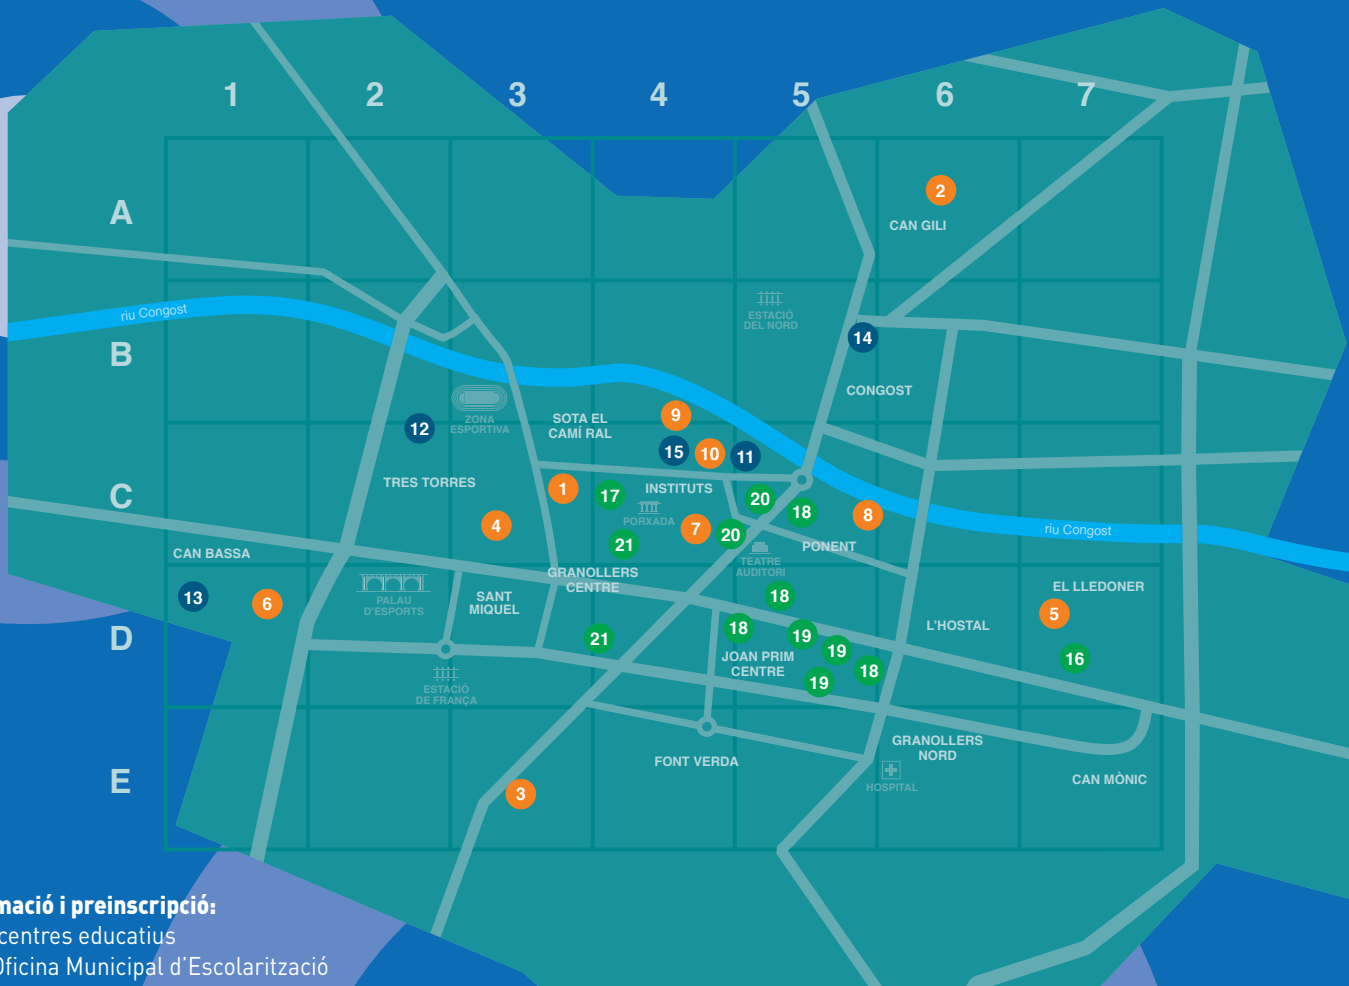 1 2 3 4 5 6 7
A
2
CAN GILI
riu Congost
ESTACIÓ
DEL NORD
B
14
CONGOST
ZONA
ESPORTIVA
12
SOTA EL
CAMÍ RAL
9
15 10 11
TRES TORRES
C
1
17
INSTITUTS
PORXADA
20
18
8
4
7
20
21
PONENT
TEATRE
AUDITORI
riu Congost
CAN BASSA
13
6
PALAU
D'ESPORTS
SANT
MIQUEL
GRANOLLERS
CENTRE
18
EL LLEDONER
5
L'HOSTAL
D
21
18
19
19
18
19
JOAN PRIM
CENTRE
16
ESTACIÓ
DE FRANÇA
FONT VERDA
GRANOLLERS
NORD
HOSPITAL
CAN MÒNIC
E
3
mació i preinscripció:
centres educatius
Oficina Municipal d'Escolarització